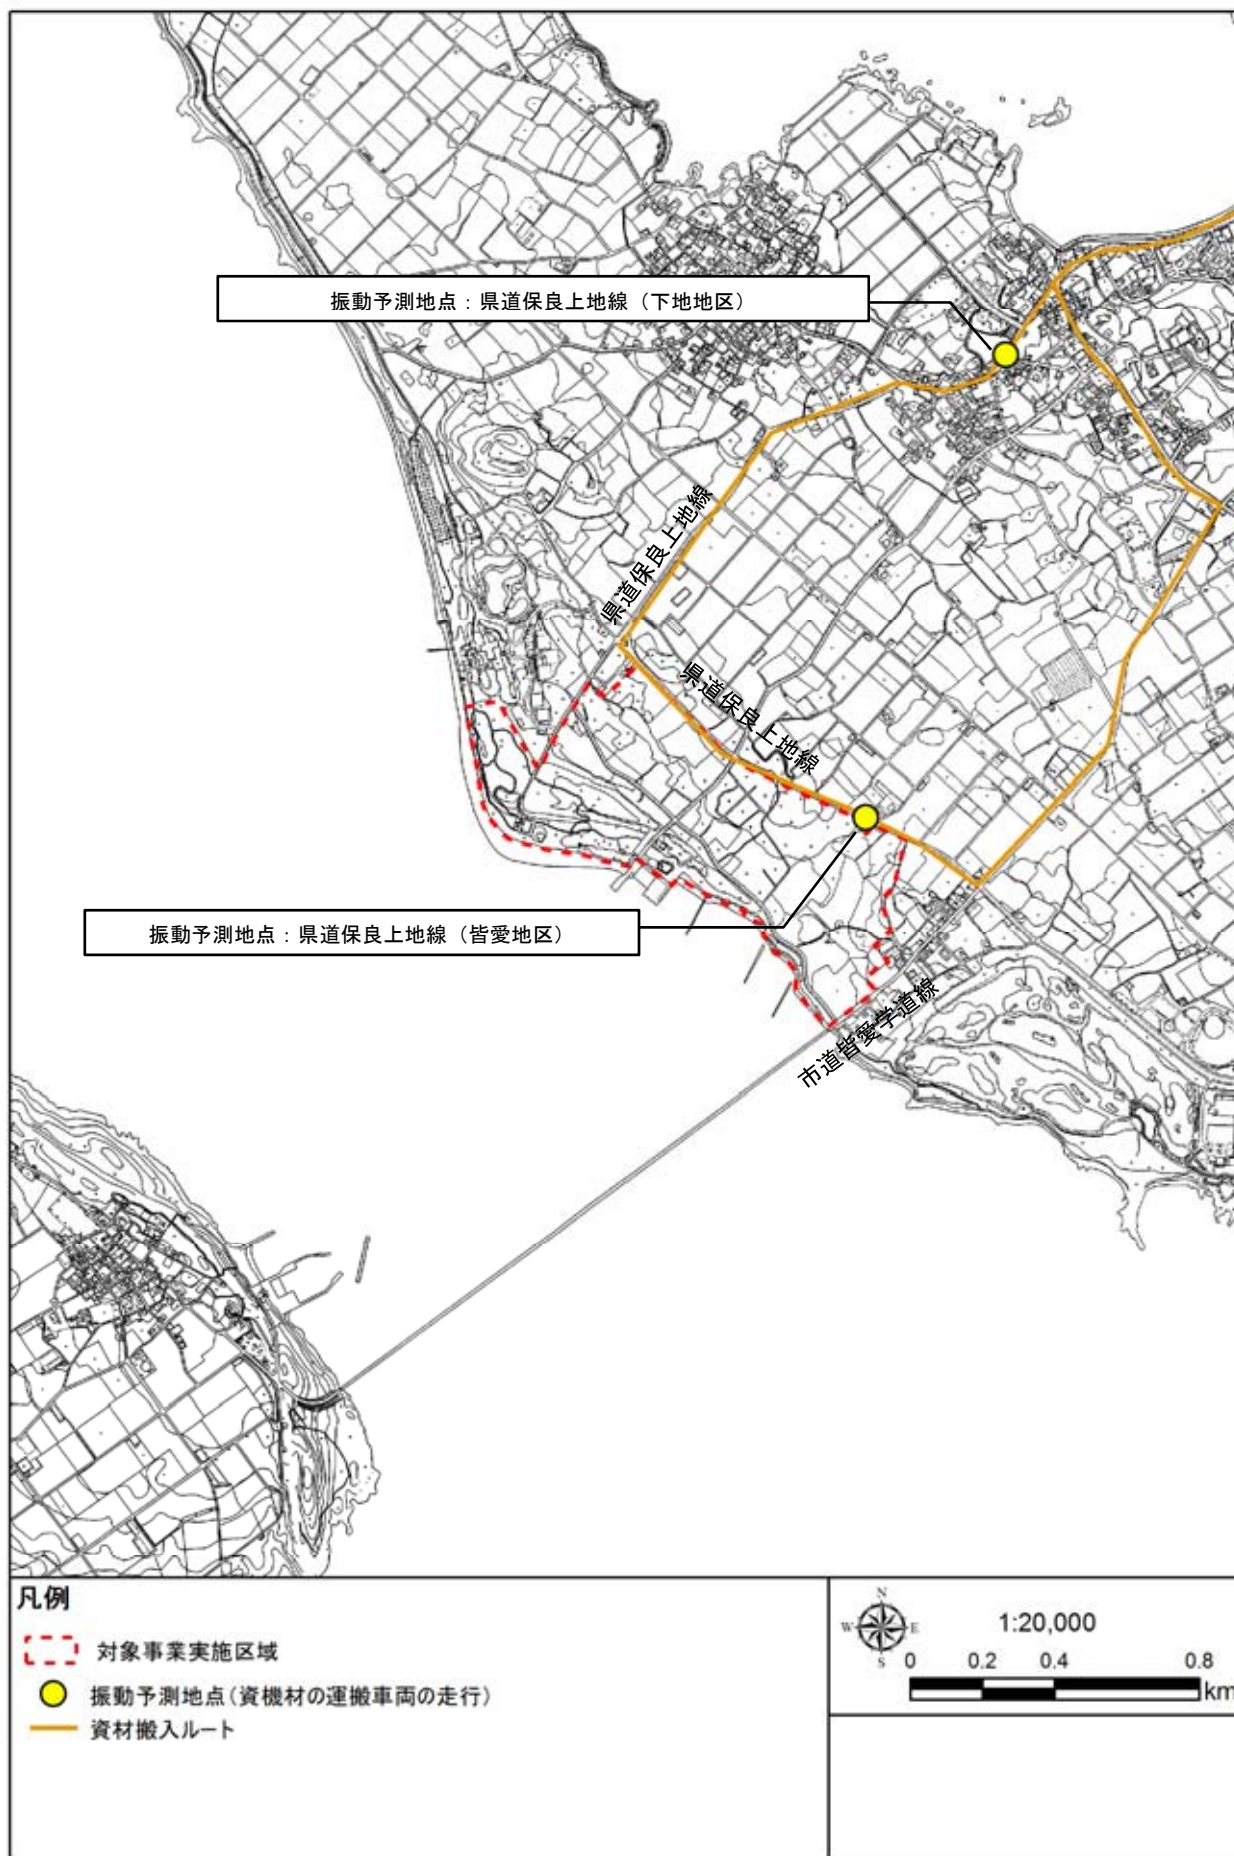 振動予測地点：県道保良上地線（下地地区）
県道保良上地線
県道保良上地線
振動予測地点：県道保良上地線（皆愛地区）
市道皆愛学道線
凡例
対象事業実施区域
振動予測地点(資機材の運搬車両の走行)
資材搬入ルート
N
W E
S
1:20,000
0 0.2 0.4 0.8
km